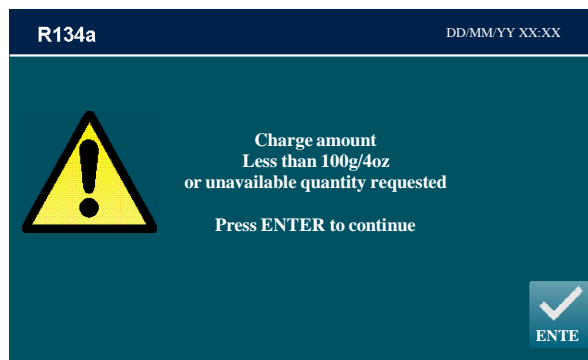 R134a
DD/MM/YY XX:XX
Charge amount
Less than 100g/4oz
or unavailable quantity requested
Press ENTER to continue
ENTE